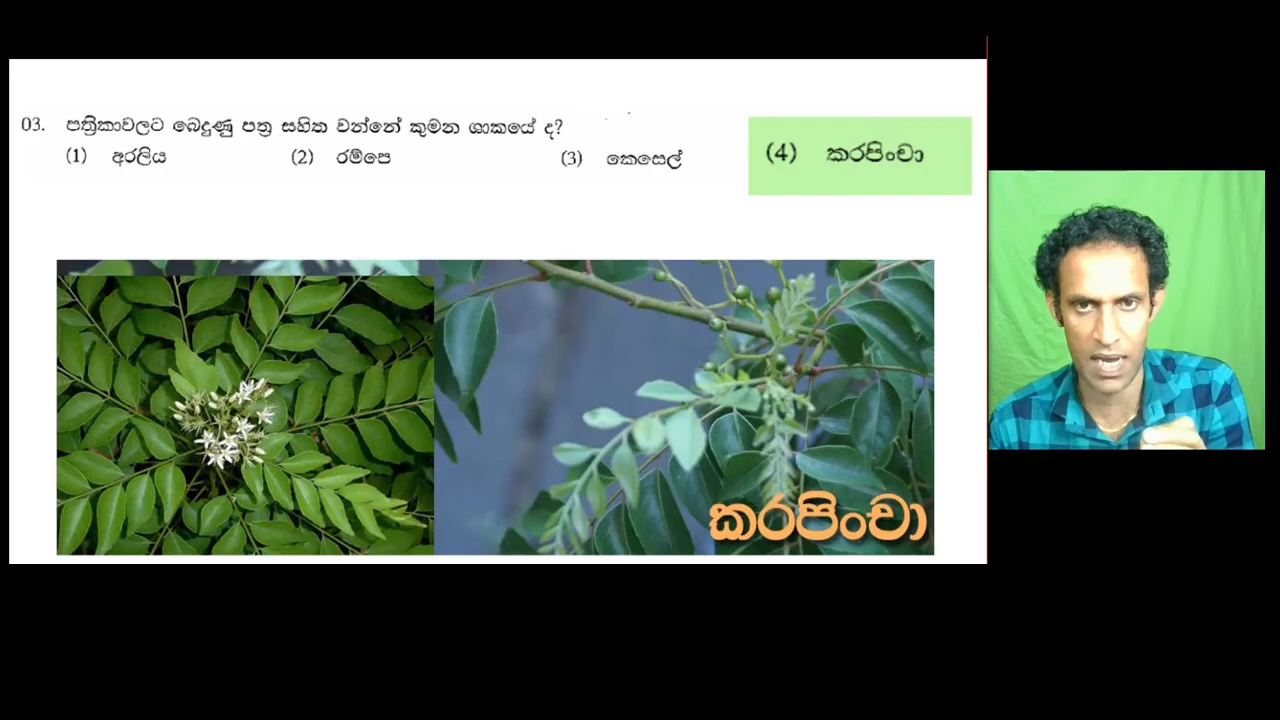 03. පත්‍රිකාවලට බෙදුණු පත්‍ර සහිත වන්නේ කුමන ශාකයේ ද?
(1) අරලිය (2) රම්පෙ (3) කෙසෙල් (4) කරපිංචා
කරපිංචා